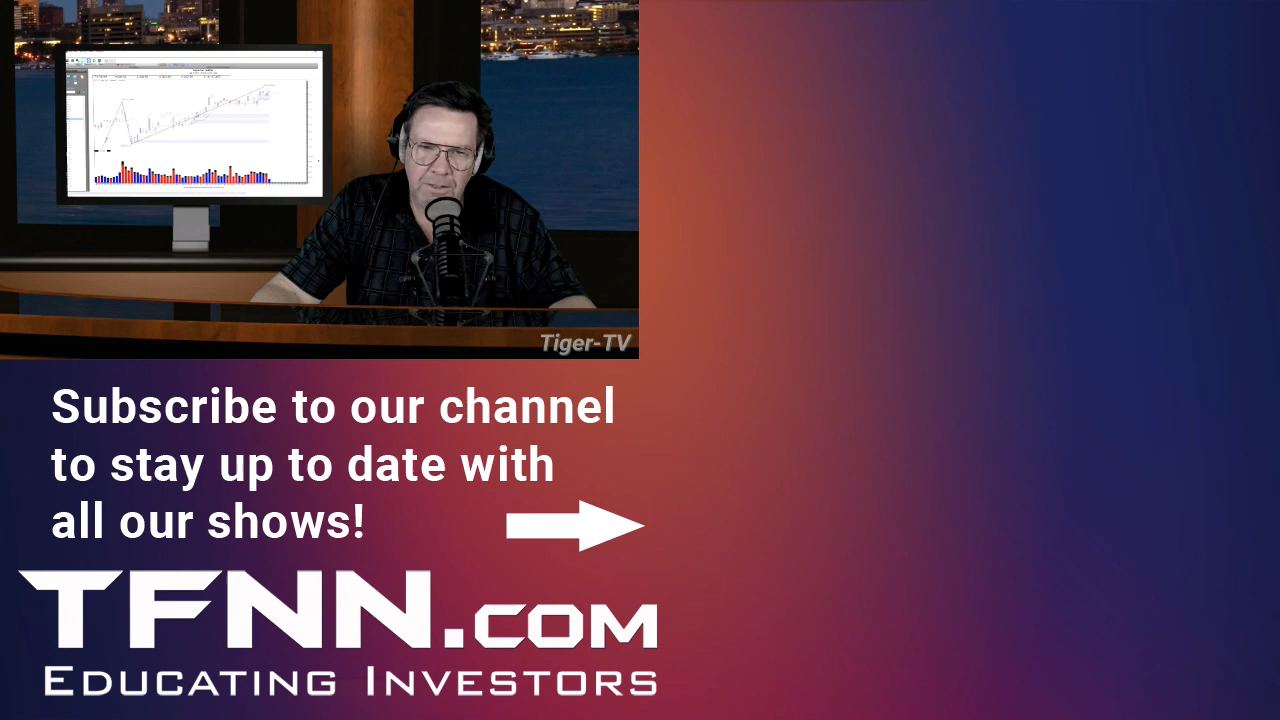 Tiger-TV
Subscribe to our channel
to stay up to date with
all our shows!
TFNN.COM
EDUCATING INVESTORS